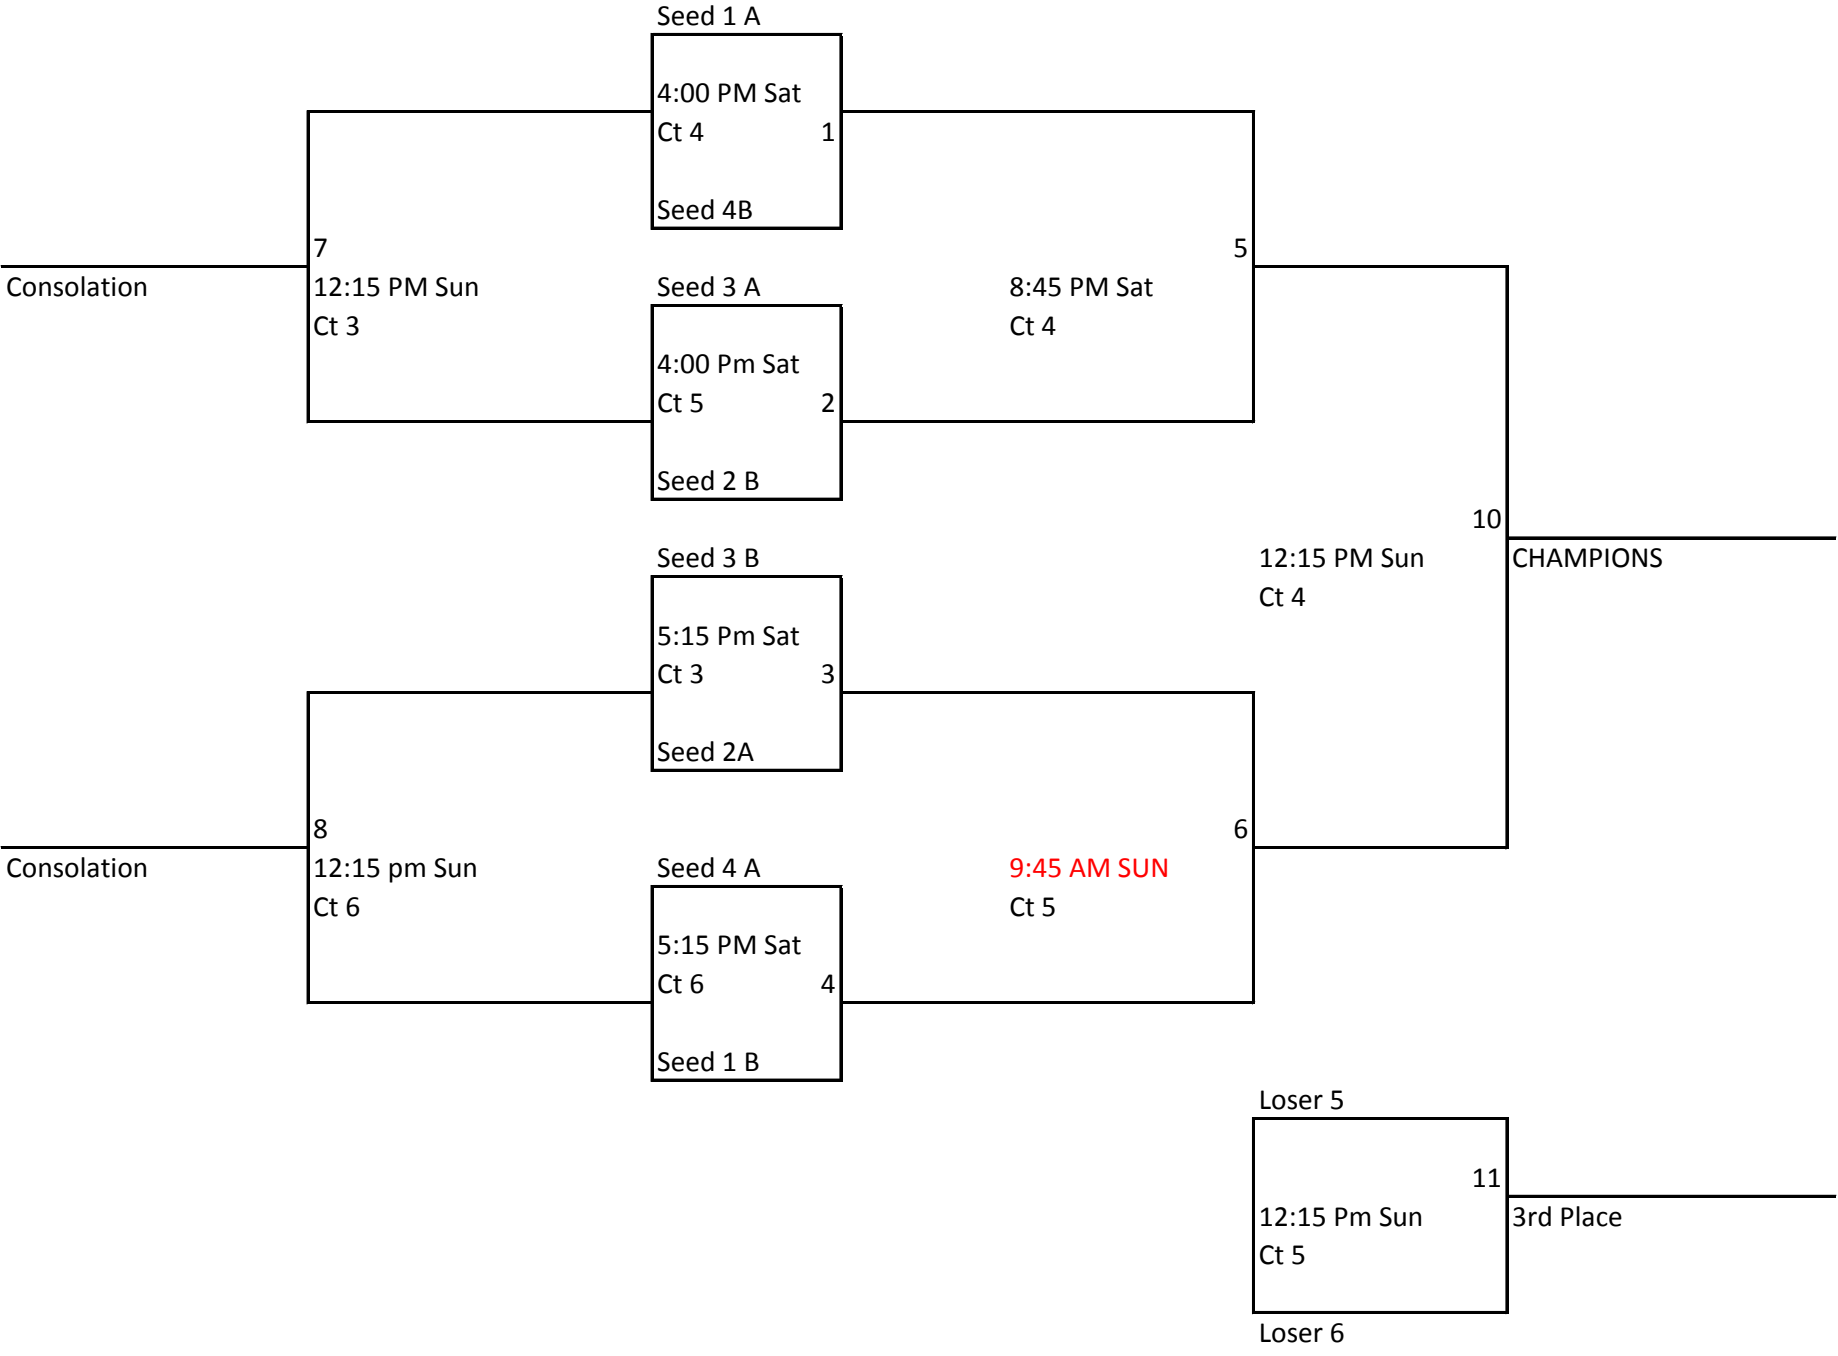 Seed 1 A
4:00 PM Sat
Ct 4 1
Seed 4B
7
5
Consolation
12:15 PM Sun
Seed 3 A
8:45 PM Sat
Ct 3
Ct 4
4:00 Pm Sat
Ct 5 2
Seed 2 B
10
Seed 3 B
12:15 PM Sun
CHAMPIONS
Ct 4
5:15 Pm Sat
Ct 3 3
Seed 2A
8
6
Consolation
12:15 pm Sun
Seed 4 A
9:45 AM SUN
Ct 6
Ct 5
5:15 PM Sat
Ct 6 4
Seed 1 B
Loser 5
11
12:15 Pm Sun
3rd Place
Ct 5
Loser 6